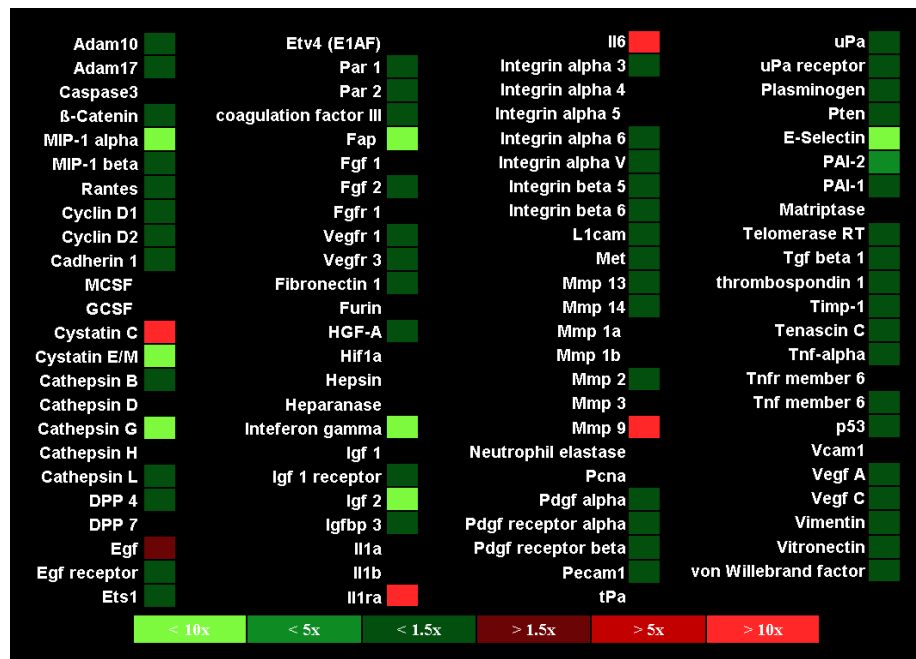 Adam10
Adam17
Caspase3
ß-Catenin
MIP-1 alpha
MIP-1 beta
Rantes
Cyclin D1
Cyclin D2
Cadherin 1
MCSF
GCSF
Cystatin C
Cystatin E/M
Cathepsin B
Cathepsin D
Cathepsin G
Cathepsin H
Cathepsin L
DPP 4
DPP 7
Egf
Egf receptor
Ets1
Etv4 (E1AF)
Par 1
Par 2
coagulation factor III
Fap
Fgf 1
Fgf 2
Fgfr 1
Vegfr 1
Vegfr 3
Fibronectin 1
Furin
HGF-A
Hif1a
Hepsin
Heparanase
Inteferon gamma
Igf 1
Igf 1 receptor
Igf 2
Igfbp 3
Il1a
Il1b
Il1ra
Il6
Integrin alpha 3
Integrin alpha 4
Integrin alpha 5
Integrin alpha 6
Integrin alpha V
Integrin beta 5
Integrin beta 6
L1cam
Met
Mmp 13
Mmp 14
Mmp 1a
Mmp 1b
Mmp 2
Mmp 3
Mmp 9
Neutrophil elastase
Pcna
Pdgf alpha
Pdgf receptor alpha
Pdgf receptor beta
Pecam1
tPa
uPa
uPa receptor
Plasminogen
Pten
E-Selectin
PAI-2
PAI-1
Matriptase
Telomerase RT
Tgf beta 1
thrombospondin 1
Timp-1
Tenascin C
Tnf-alpha
Tnfr member 6
Tnf member 6
p53
Vcam1
Vegf A
Vegf C
Vimentin
Vitronectin
von Willebrand factor
< 10x < 5x < 1.5x > 1.5x > 5x > 10x